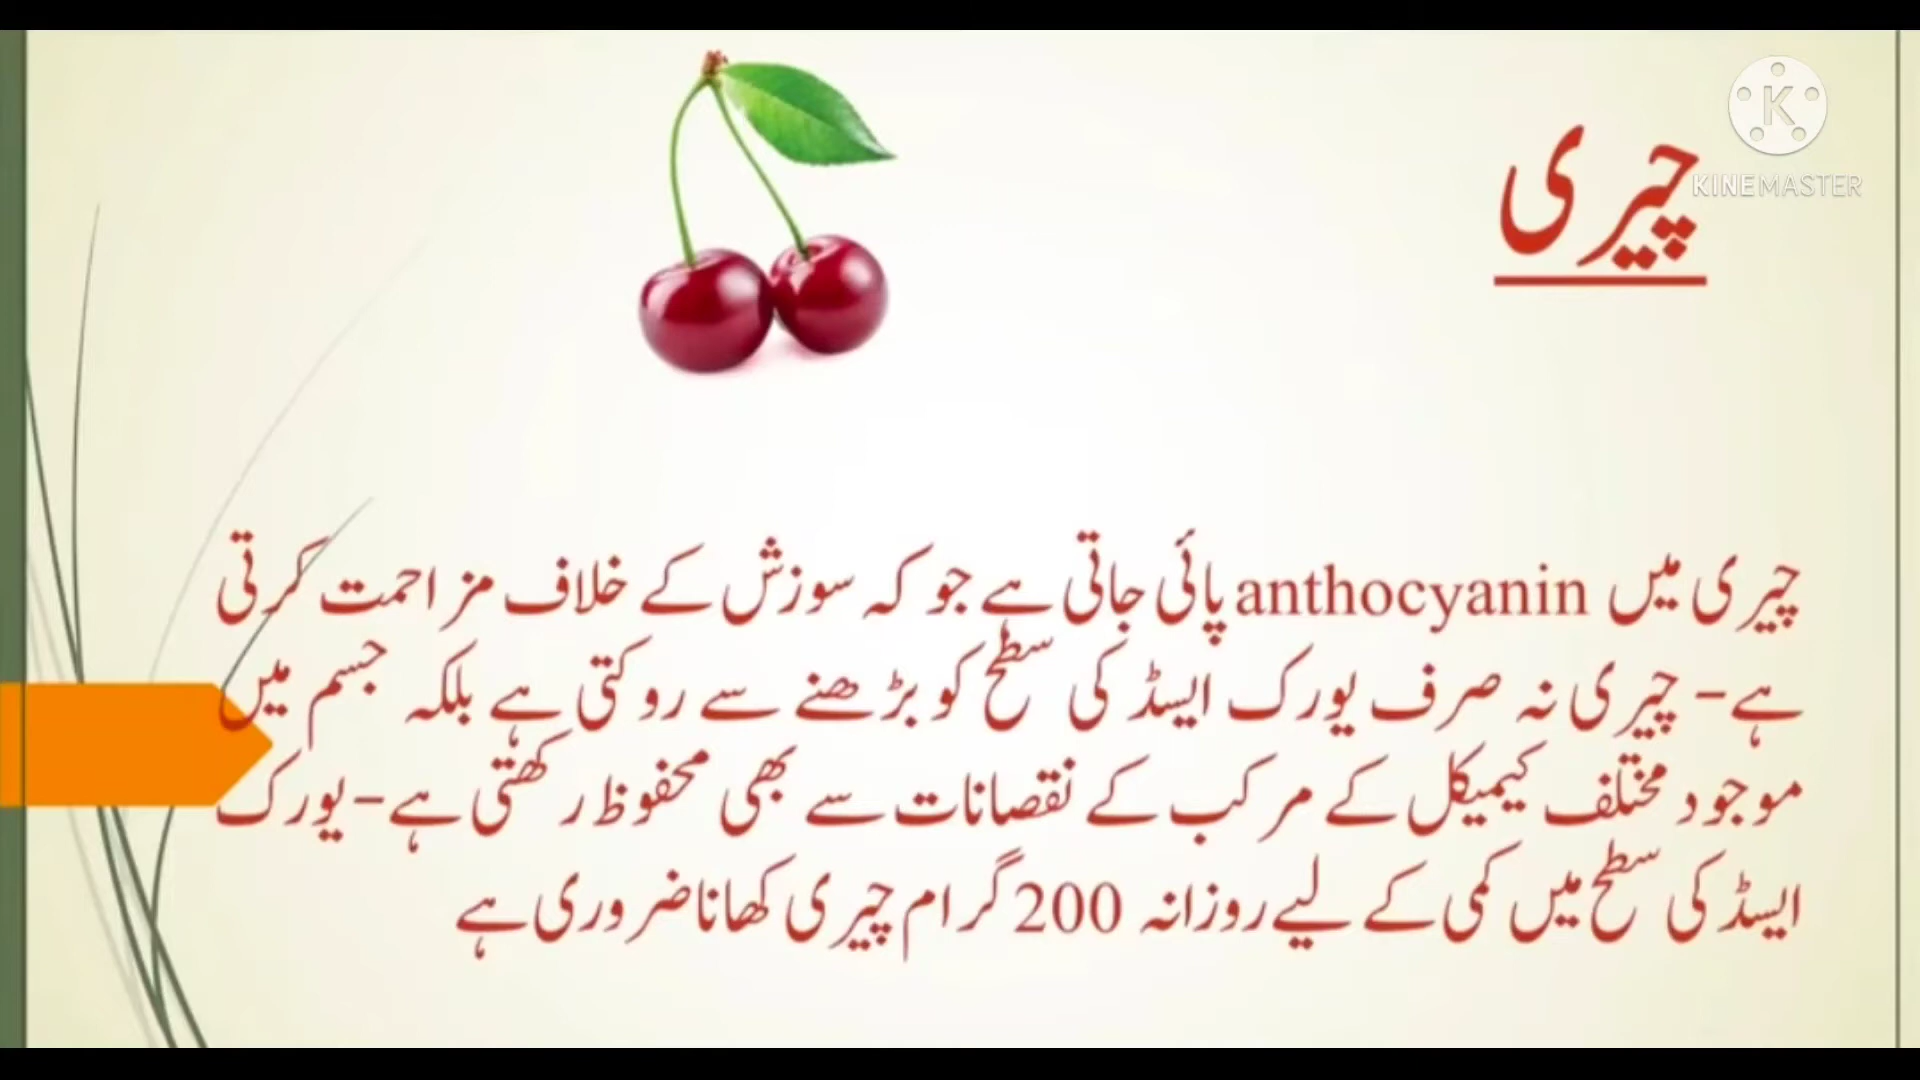 چیری
K
KINEMASTER
چیری میں anthocyanin پائی جاتی ہے جو کہ سوزش کے خلاف مزاحمت کرتی
ہے- چیری نہ صرف یورک ایسڈ کی سطح کو بڑھنے سے روکتی ہے بلکہ جسم میں
موجود مختلف کیمیکل کے مرکب کے نقصانات سے بھی محفوظ رکھتی ہے-یورک
ایسڈ کی سطح میں کمی کے لیے روزانہ 200 گرام چیری کھانا ضروری ہے